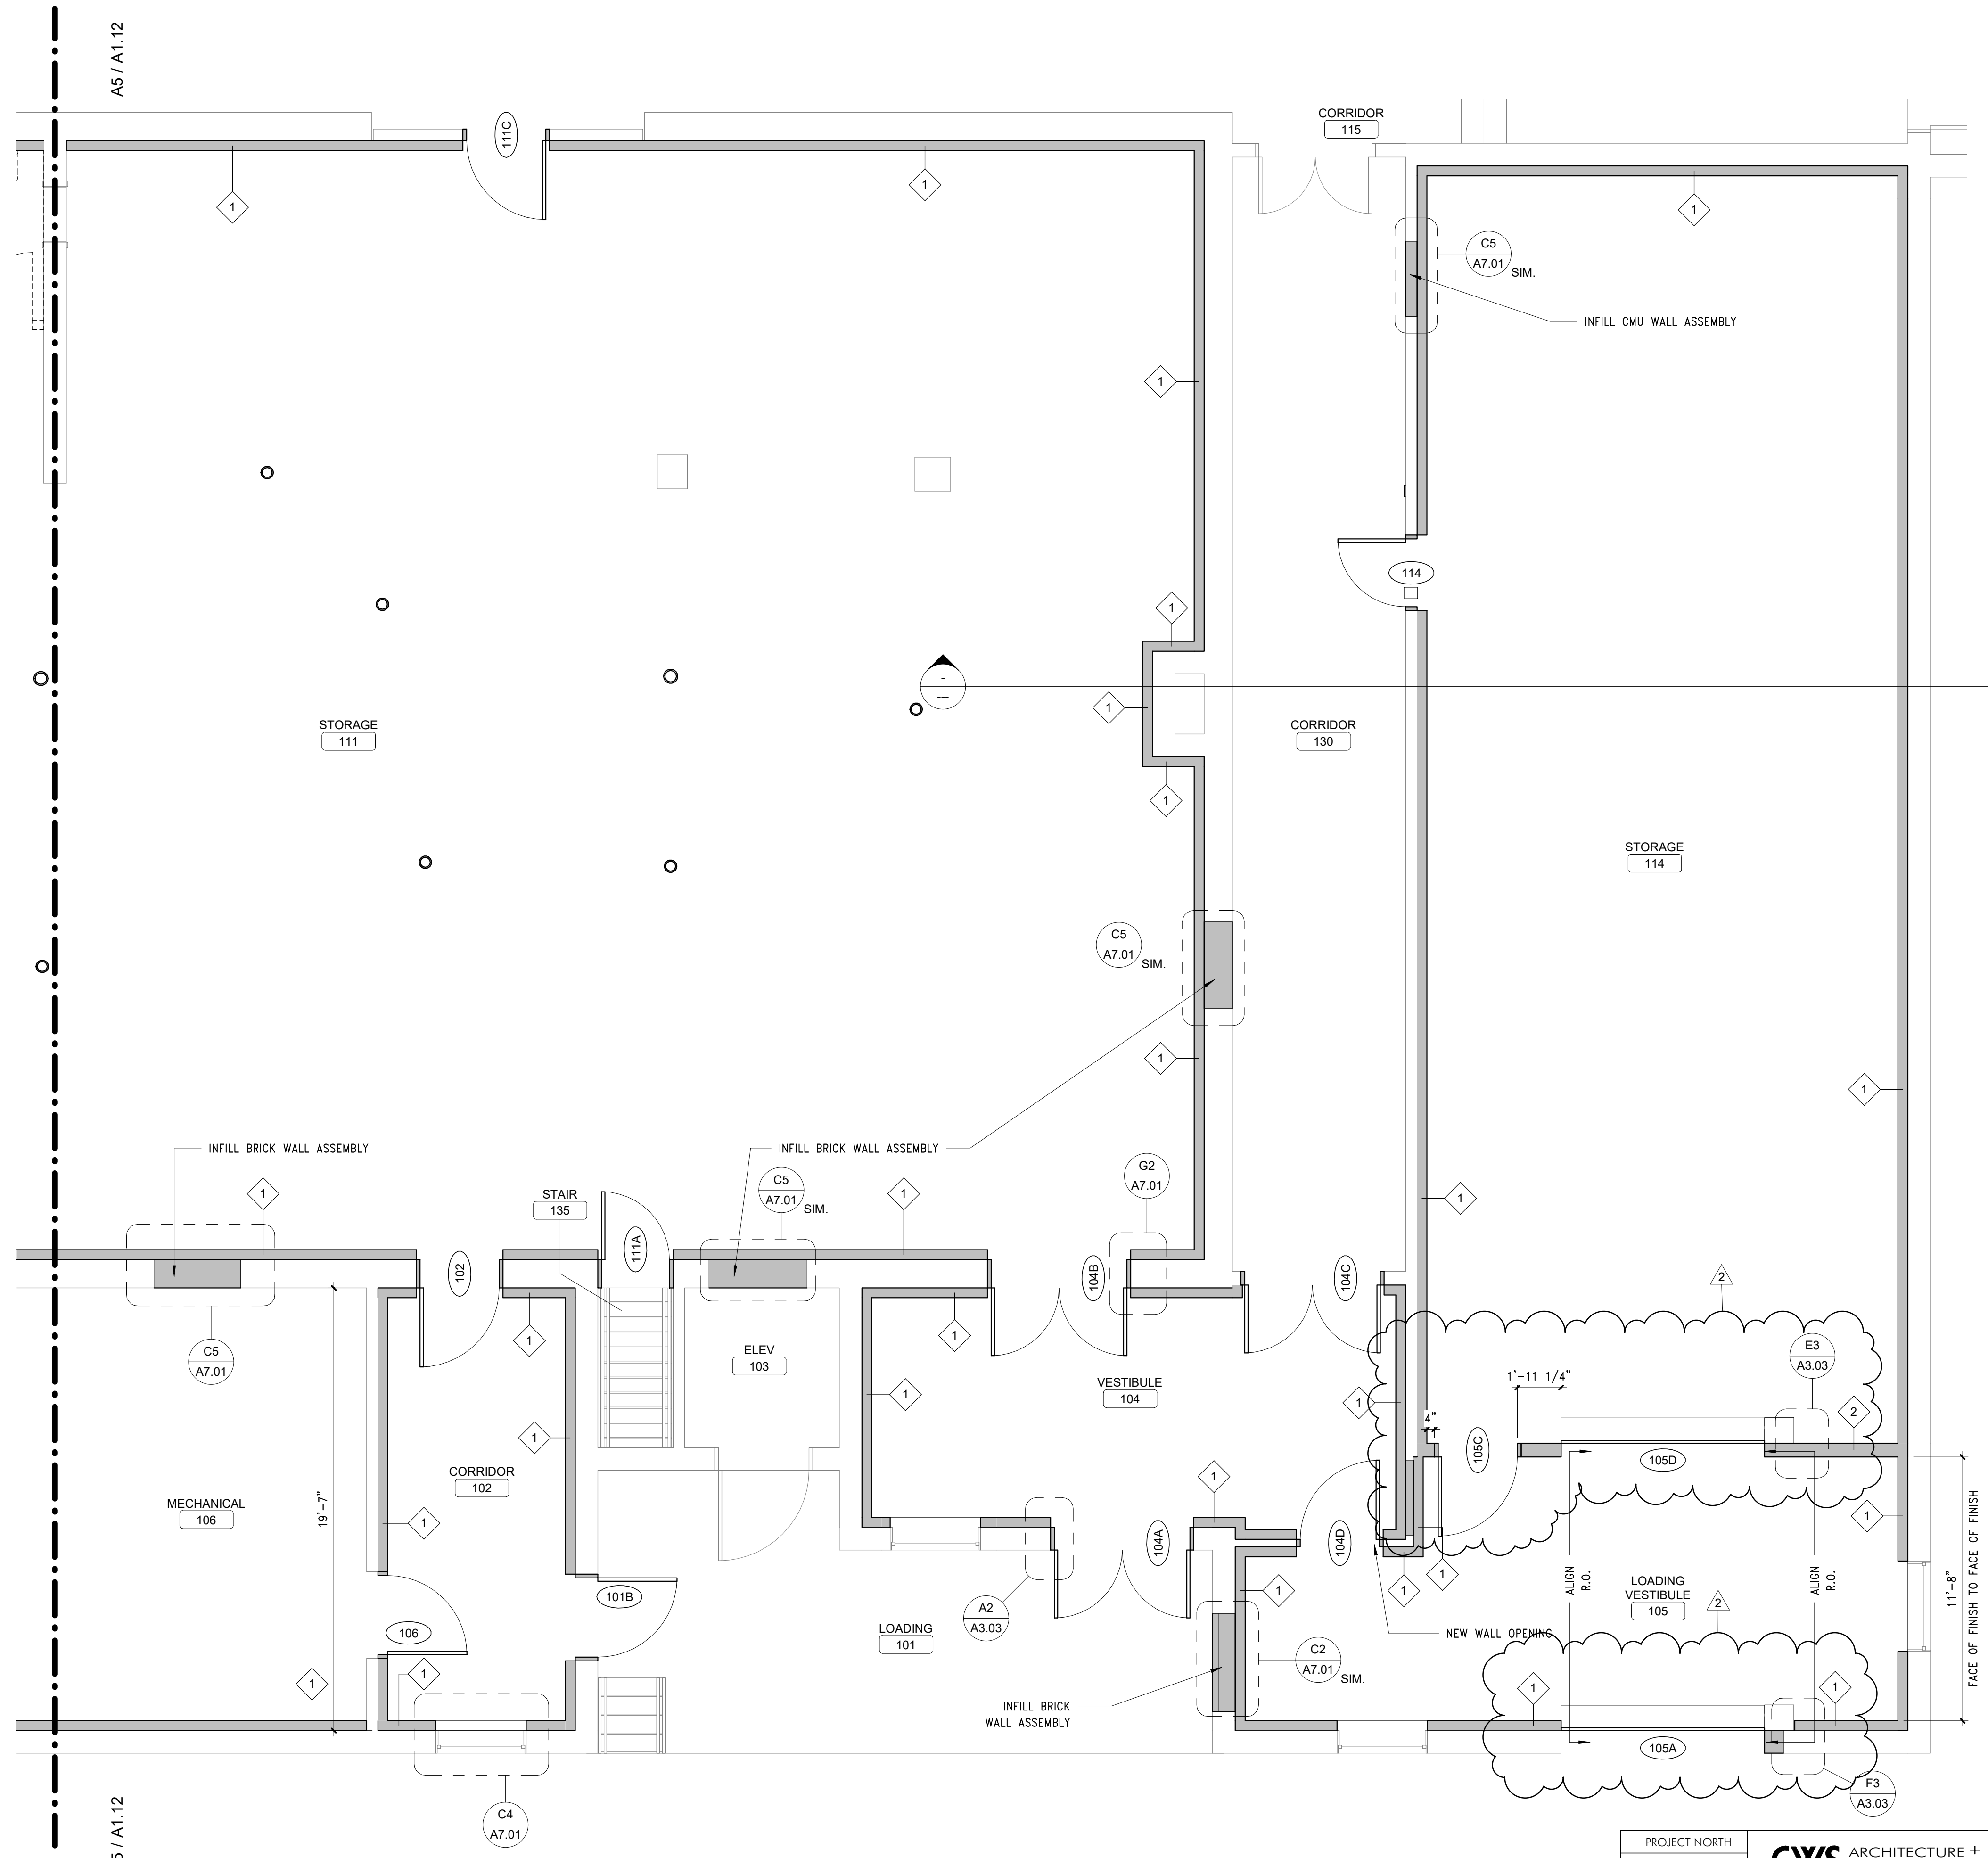 A5 / A1.12
CORRIDOR
115
111C
1
1
1
C5
A7.01
SIM.
INFILL CMU WALL ASSEMBLY
1
114
1
-
---
1
STORAGE
111
CORRIDOR
130
1
STORAGE
114
C5
A7.01
SIM.
1
1
INFILL BRICK WALL ASSEMBLY
INFILL BRICK WALL ASSEMBLY
G2
A7.01
C5
A7.01
SIM.
1
STAIR
135
1
1
102
111A
104B
104C
2
C5
A7.01
1
ELEV
103
1
E3
A3.03
1'-11 1/4"
VESTIBULE
104
1
1
2
4"
1
105C
105D
CORRIDOR
102
1
MECHANICAL
106
19'-7"
1
104A
104D
1
ALIGN
R.O.
ALIGN
R.O.
11'-8"
FACE OF FINISH TO FACE OF FINISH
101B
1
1
1
LOADING
VESTIBULE
105
2
A2
A3.03
106
LOADING
101
NEW WALL OPENING
C2
A7.01
SIM.
1
1
1
1
INFILL BRICK
WALL ASSEMBLY
105A
F3
A3.03
C4
A7.01
/ A1.12
PROJECT NORTH
GWS ARCHITECTURE +